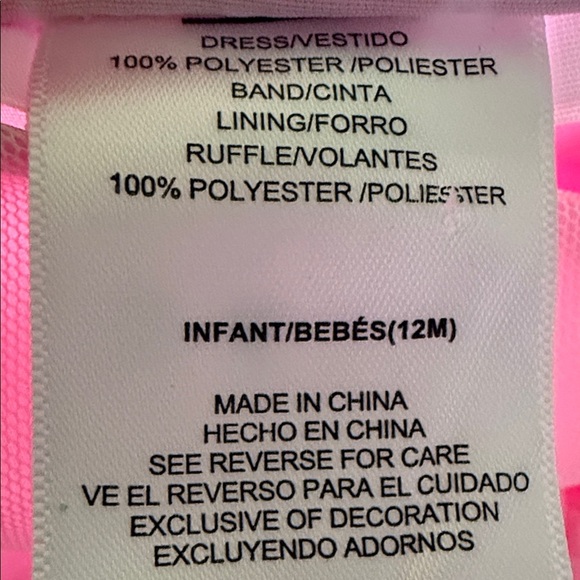 DRESS/VESTIDO
100% POLYESTER /POLIESTER
BAND/CINTA
LINING/FORRO
RUFFLE/VOLANTES
100% POLYESTER /POLIESTER
INFANT/BEBÉS(12M)
MADE IN CHINA
HECHO EN CHINA
SEE REVERSE FOR CARE
VE EL REVERSO PARA EL CUIDADO
EXCLUSIVE OF DECORATION
EXCLUYENDO ADORNOS